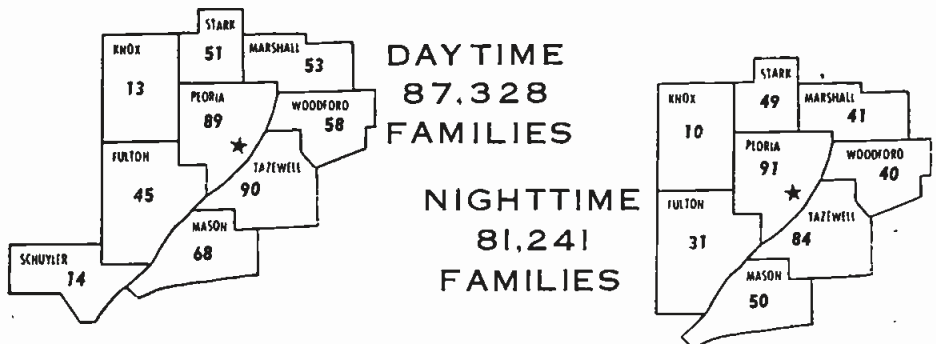 STARK
51
KNOX
13
MARSHALL
53
PEORIA
89
WOODFORD
58
FULTON
45
TAZEWELL
90
MASON
68
SCHUYLER
14
DAYTIME
87,328
FAMILIES
NIGHTTIME
81,241
FAMILIES
STARK
49
KNOX
10
MARSHALL
41
PEORIA
91
WOODFORD
40
FULTON
31
TAZEWELL
84
MASON
50